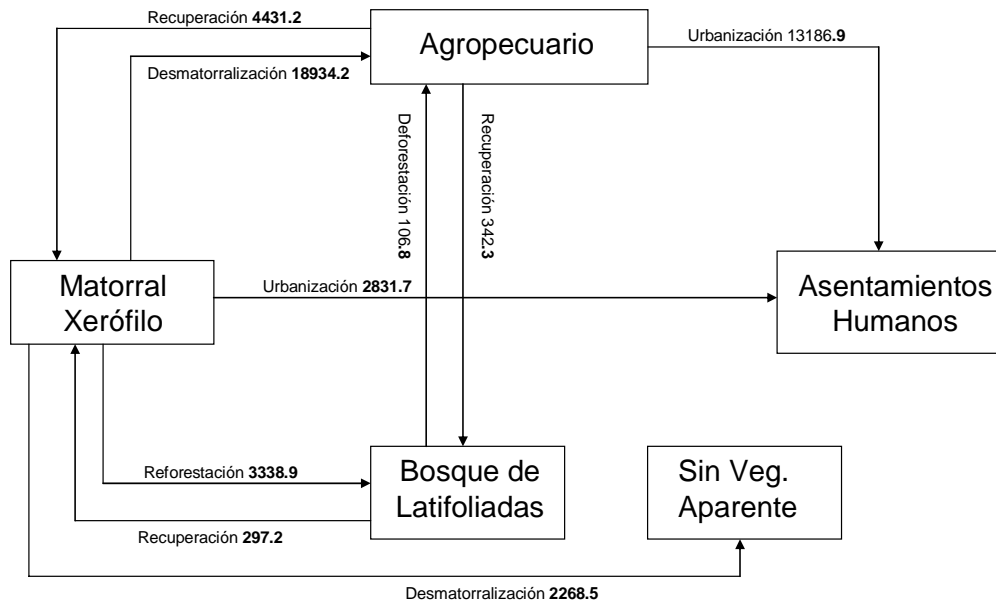 Recuperación 4431.2
Agropecuario
Urbanización 13186.9
Desmatorralización 18934.2
Deforestación 106.8
Recuperación 342.3
Matorral
Xerófilo
Urbanización 2831.7
Asentamientos
Humanos
Reforestación 3338.9
Bosque de
Latifoliadas
Sin Veg.
Aparente
Recuperación 297.2
Desmatorralización 2268.5